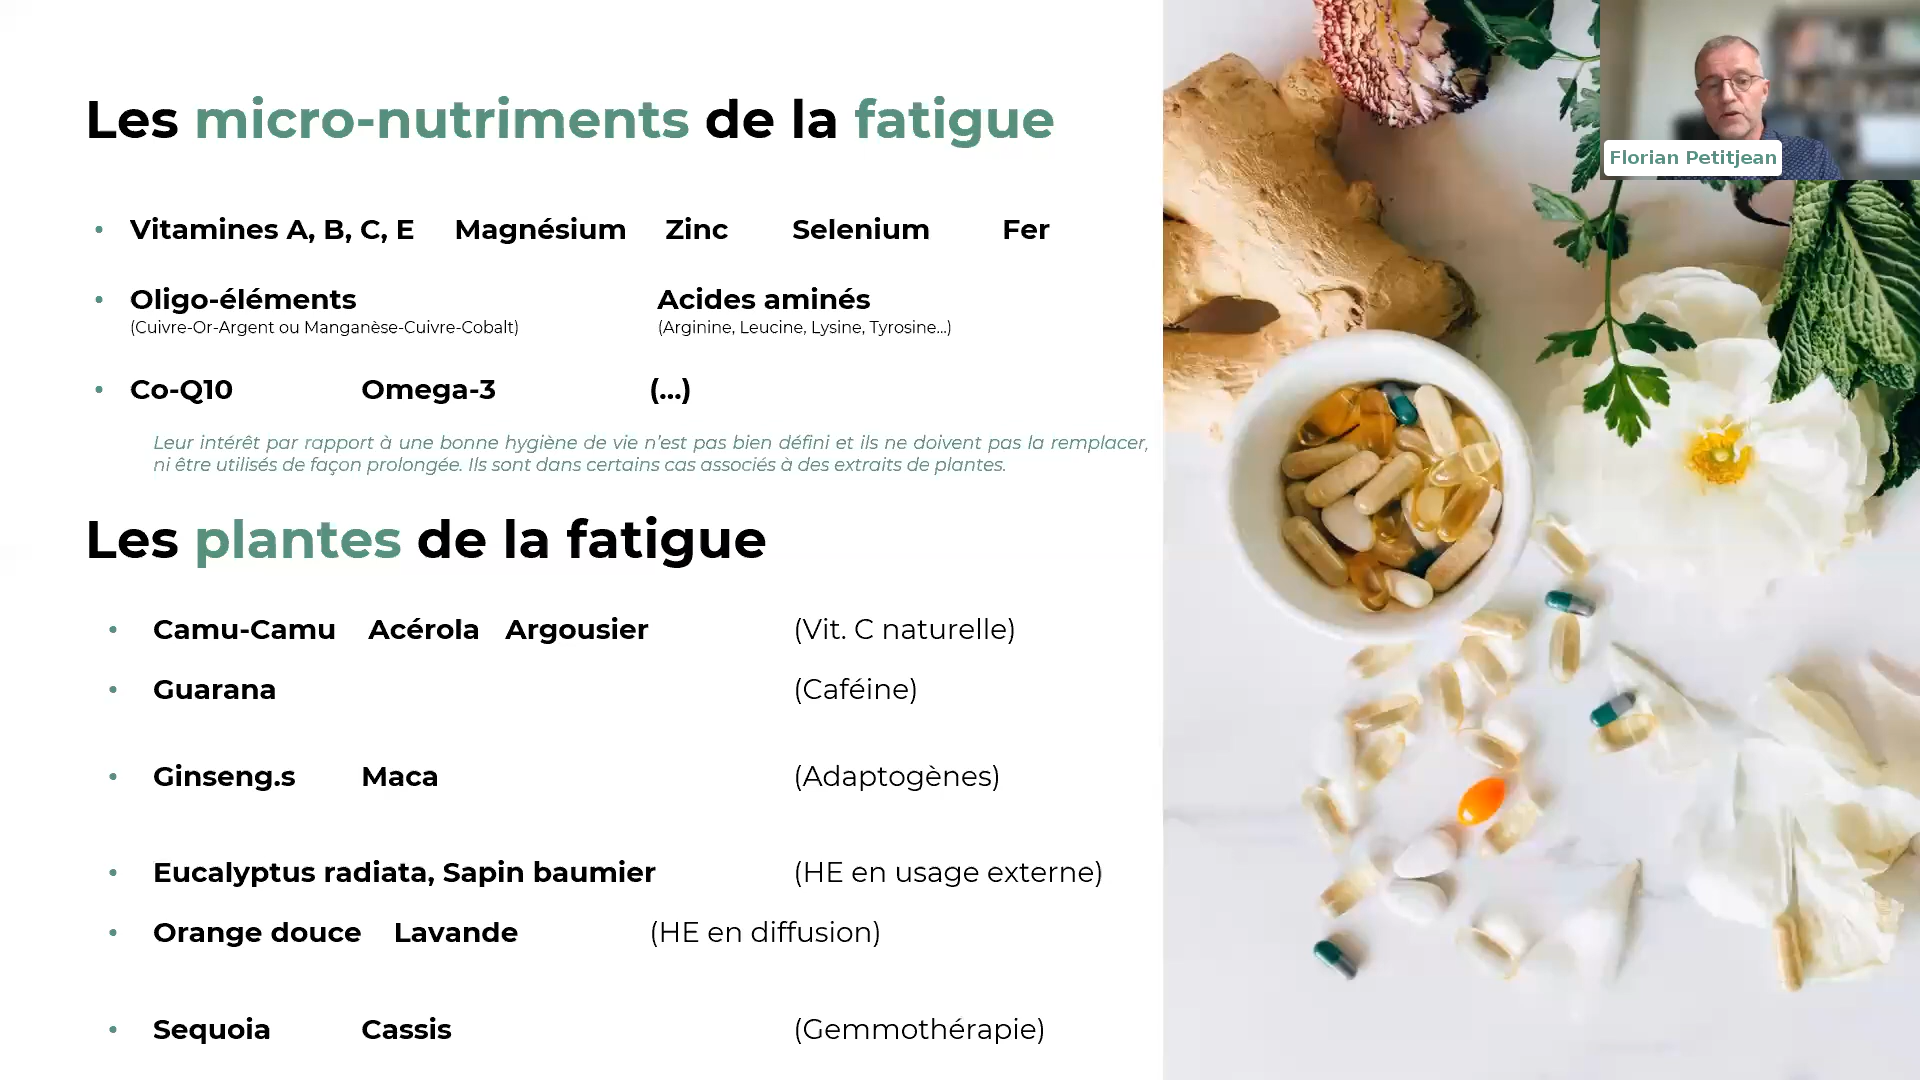 Les micro-nutriments de la fatigue
Florian Petitjean
• Vitamines A, B, C, E Magnésium Zinc Selenium Fer
• Oligo-éléments Acides aminés
(Cuivre-Or-Argent ou Manganèse-Cuivre-Cobalt) (Arginine, Leucine, Lysine, Tyrosine...)
• Co-Q10 Omega-3 (...)
Leur intérêt par rapport à une bonne hygiène de vie n'est pas bien défini et ils ne doivent pas la remplacer,
ni être utilisés de façon prolongée. Ils sont dans certains cas associés à des extraits de plantes.
Les plantes de la fatigue
• Camu-Camu Acérola Argousier (Vit. C naturelle)
• Guarana (Caféine)
• Ginseng.s Maca (Adaptogènes)
• Eucalyptus radiata, Sapin baumier (HE en usage externe)
• Orange douce Lavande (HE en diffusion)
• Sequoia Cassis (Gemmothérapie)